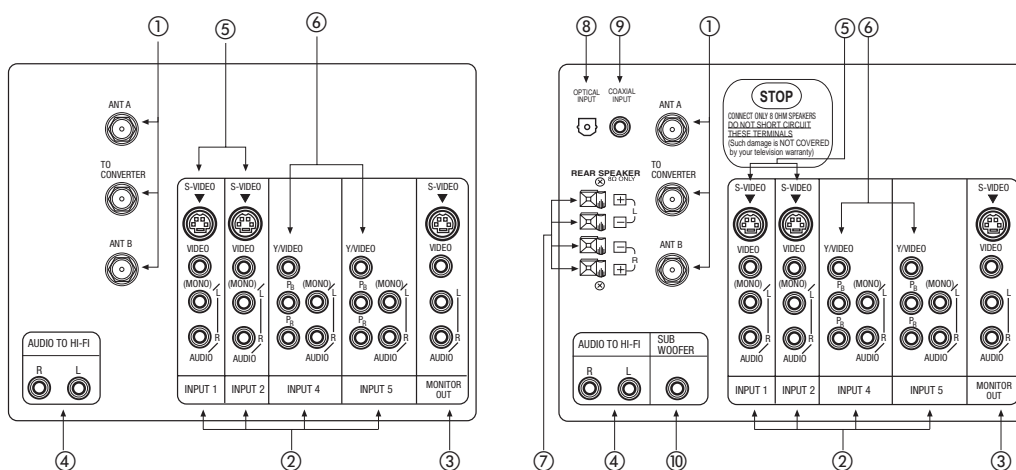 ① ⑤ ⑥
ANT A
TO
CONVERTER
ANT B
S-VIDEO S-VIDEO S-VIDEO
VIDEO VIDEO Y/VIDEO Y/VIDEO VIDEO
(MONO) (MONO) PB (MONO) PB (MONO)
L L L L L
PR PR
R R R R R
AUDIO AUDIO AUDIO AUDIO AUDIO
AUDIO TO HI-FI
R L
INPUT 1 INPUT 2 INPUT 4 INPUT 5 MONITOR
OUT
④ ② ③
⑧ ⑨ ① ⑤ ⑥
OPTICAL
INPUT
COAXIAL
INPUT
ANT A
STOP
CONNECT ONLY 8 OHM SPEAKERS
DO NOT SHORT CIRCUIT
THESE TERMINALS
(Such damage is NOT COVERED
by your television warranty)
TO
CONVERTER
REAR SPEAKER
8Ω ONLY
+
L
−
−
R
+
ANT B
S-VIDEO S-VIDEO S-VIDEO
VIDEO VIDEO Y/VIDEO Y/VIDEO VIDEO
(MONO) (MONO) PB (MONO) PB (MONO)
L L L L L
PR PR
R R R R R
AUDIO AUDIO AUDIO AUDIO AUDIO
AUDIO TO HI-FI
R L
SUB
WOOFER
INPUT 1 INPUT 2 INPUT 4 INPUT 5 MONITOR
OUT
⑦ ④ ⑩ ② ③